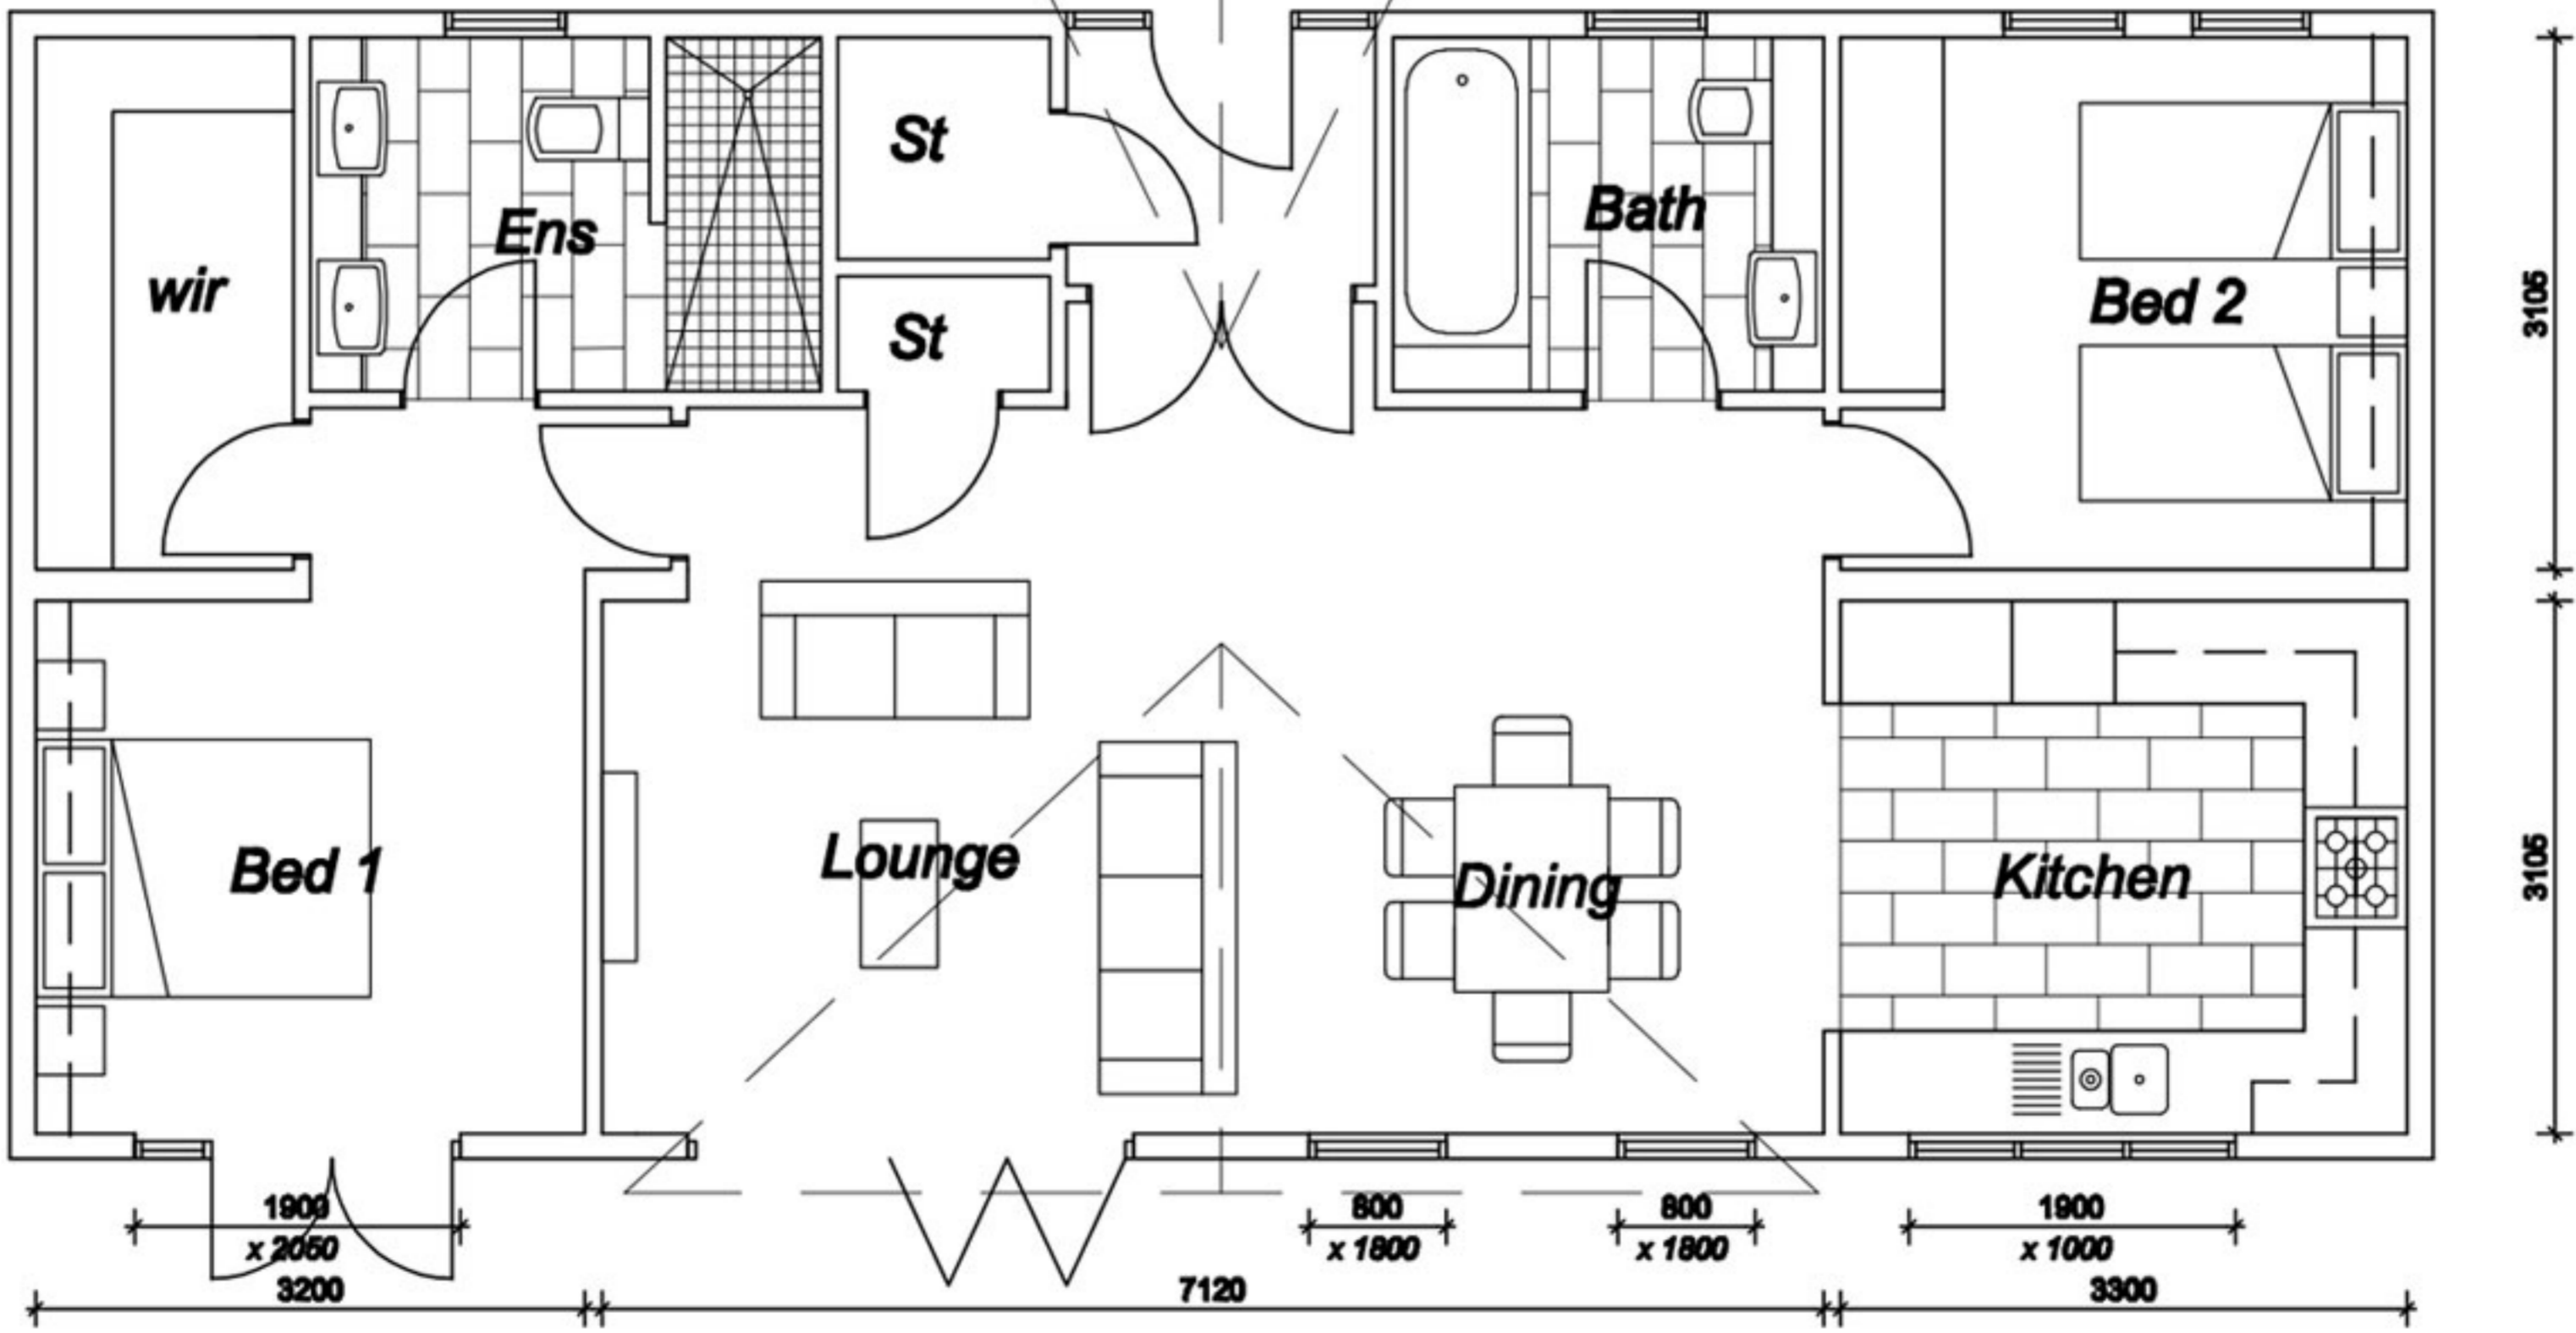 St
Bath
Ens
wir
Bed 2
St
3105
Lounge
Bed 1
Dining
Kitchen
3105
1900
x 2050
800
x 1800
800
x 1800
1900
x 1000
3200
7120
3300